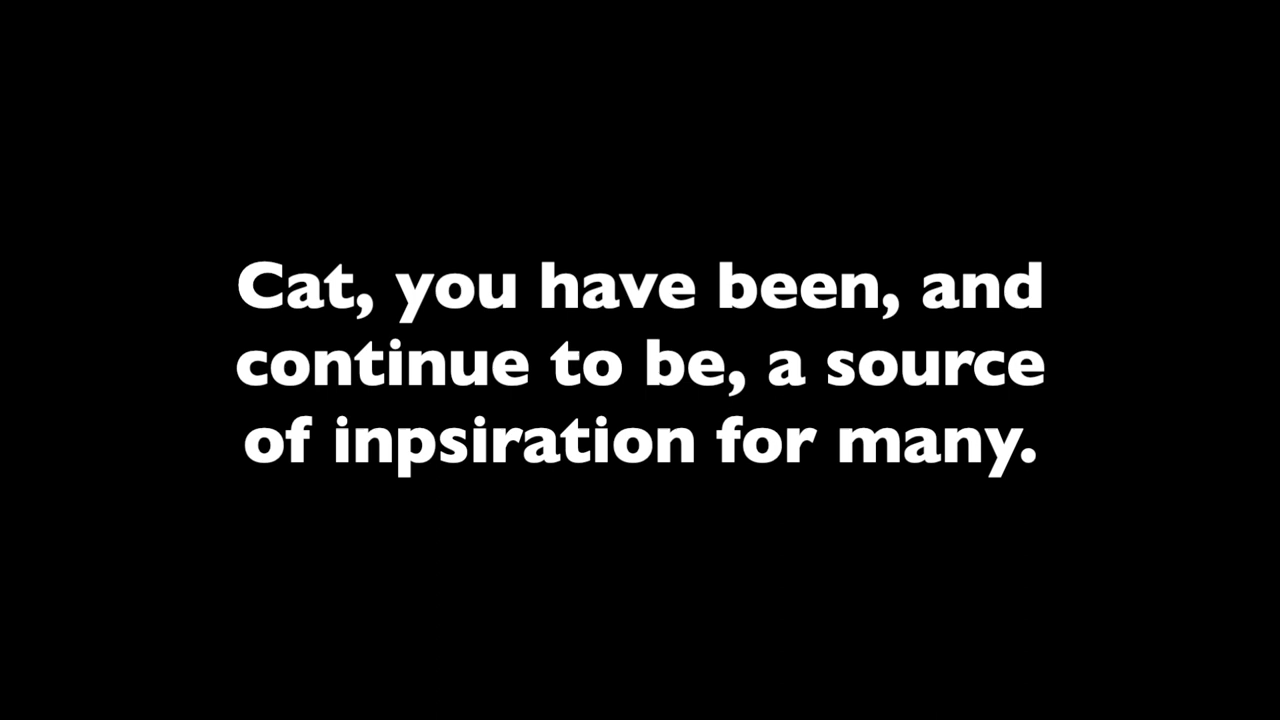 Cat, you have been, and
continue to be, a source
of inpsiration for many.